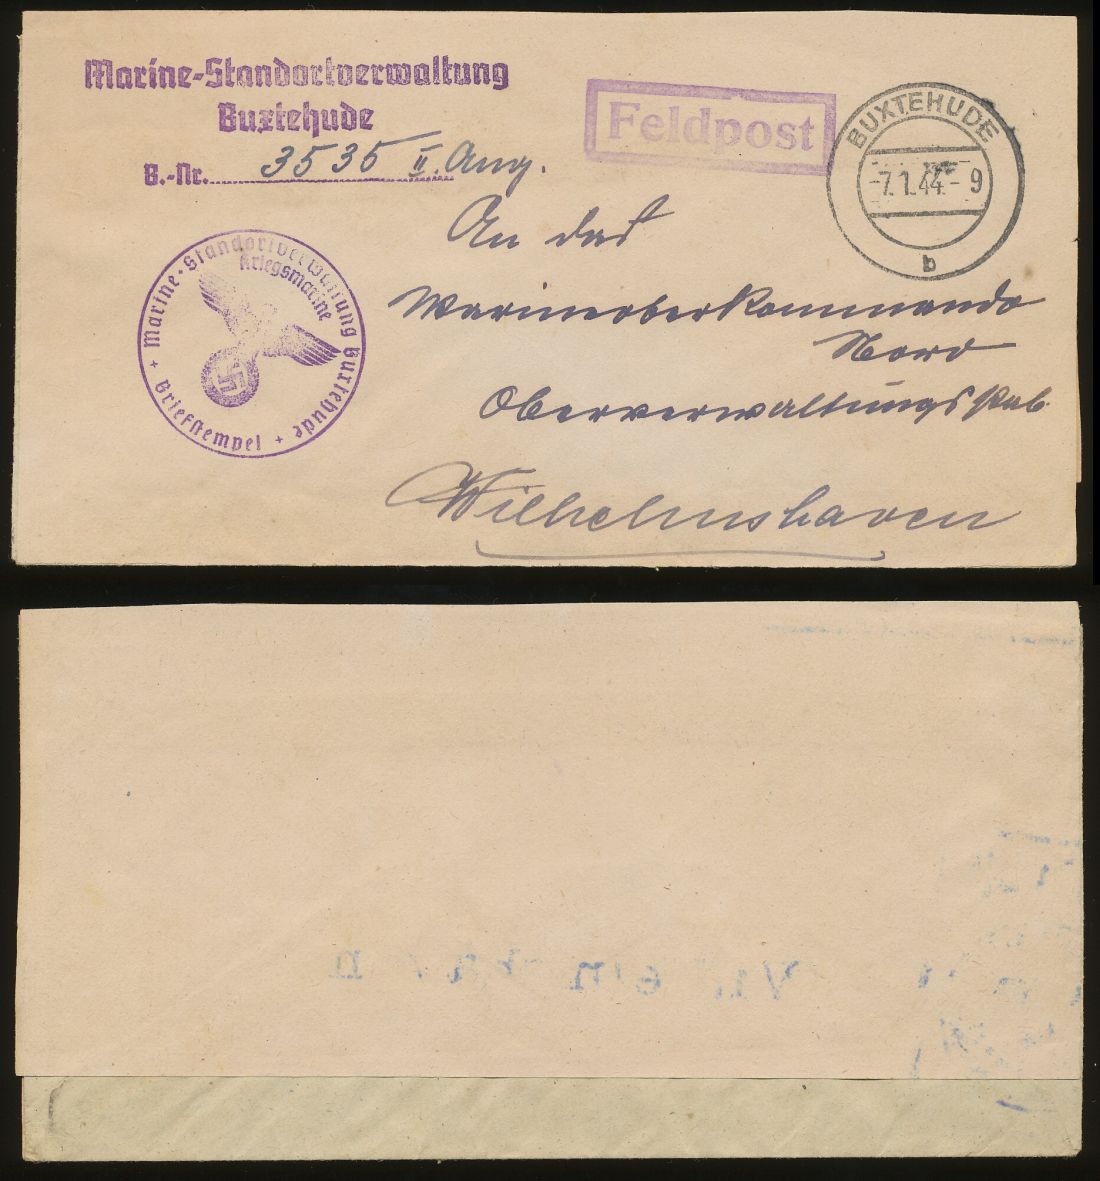 Marine-Standortverwaltung
Buxtehude
B.-Nr. 3535 II. Ang.
Feldpost
BUXTEHUDE
-7.1.44.-9
b
Marine-Standortverwaltung Buxtehude
Kriegsmarine
+ Briefstempel +
An das
Marineoberkommando
Nord
Oberverwaltungsstab
Wilhelmshaven